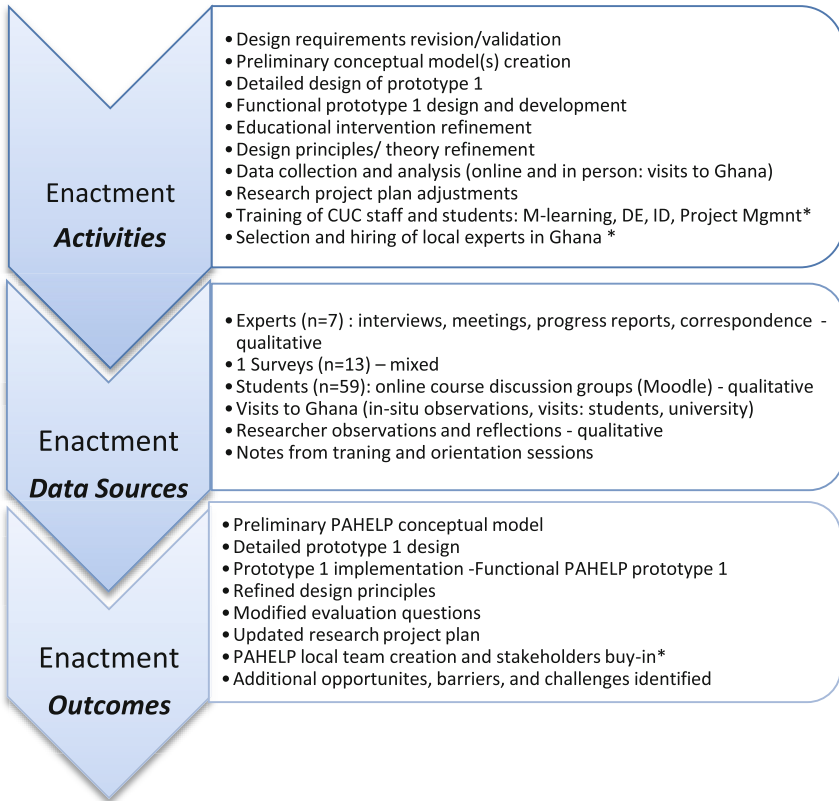 Enactment
Activities
• Design requirements revision/validation
• Preliminary conceptual model(s) creation
• Detailed design of prototype 1
• Functional prototype 1 design and development
• Educational intervention refinement
• Design principles/ theory refinement
• Data collection and analysis (online and in person: visits to Ghana)
• Research project plan adjustments
• Training of CUC staff and students: M-learning, DE, ID, Project Mgmnt*
• Selection and hiring of local experts in Ghana *
Enactment
Data Sources
• Experts (n=7) : interviews, meetings, progress reports, correspondence -
qualitative
• 1 Surveys (n=13) – mixed
• Students (n=59): online course discussion groups (Moodle) - qualitative
• Visits to Ghana (in-situ observations, visits: students, university)
• Researcher observations and reflections - qualitative
• Notes from traning and orientation sessions
Enactment
Outcomes
• Preliminary PAHELP conceptual model
• Detailed prototype 1 design
• Prototype 1 implementation -Functional PAHELP prototype 1
• Refined design principles
• Modified evaluation questions
• Updated research project plan
• PAHELP local team creation and stakeholders buy-in*
• Additional opportunites, barriers, and challenges identified